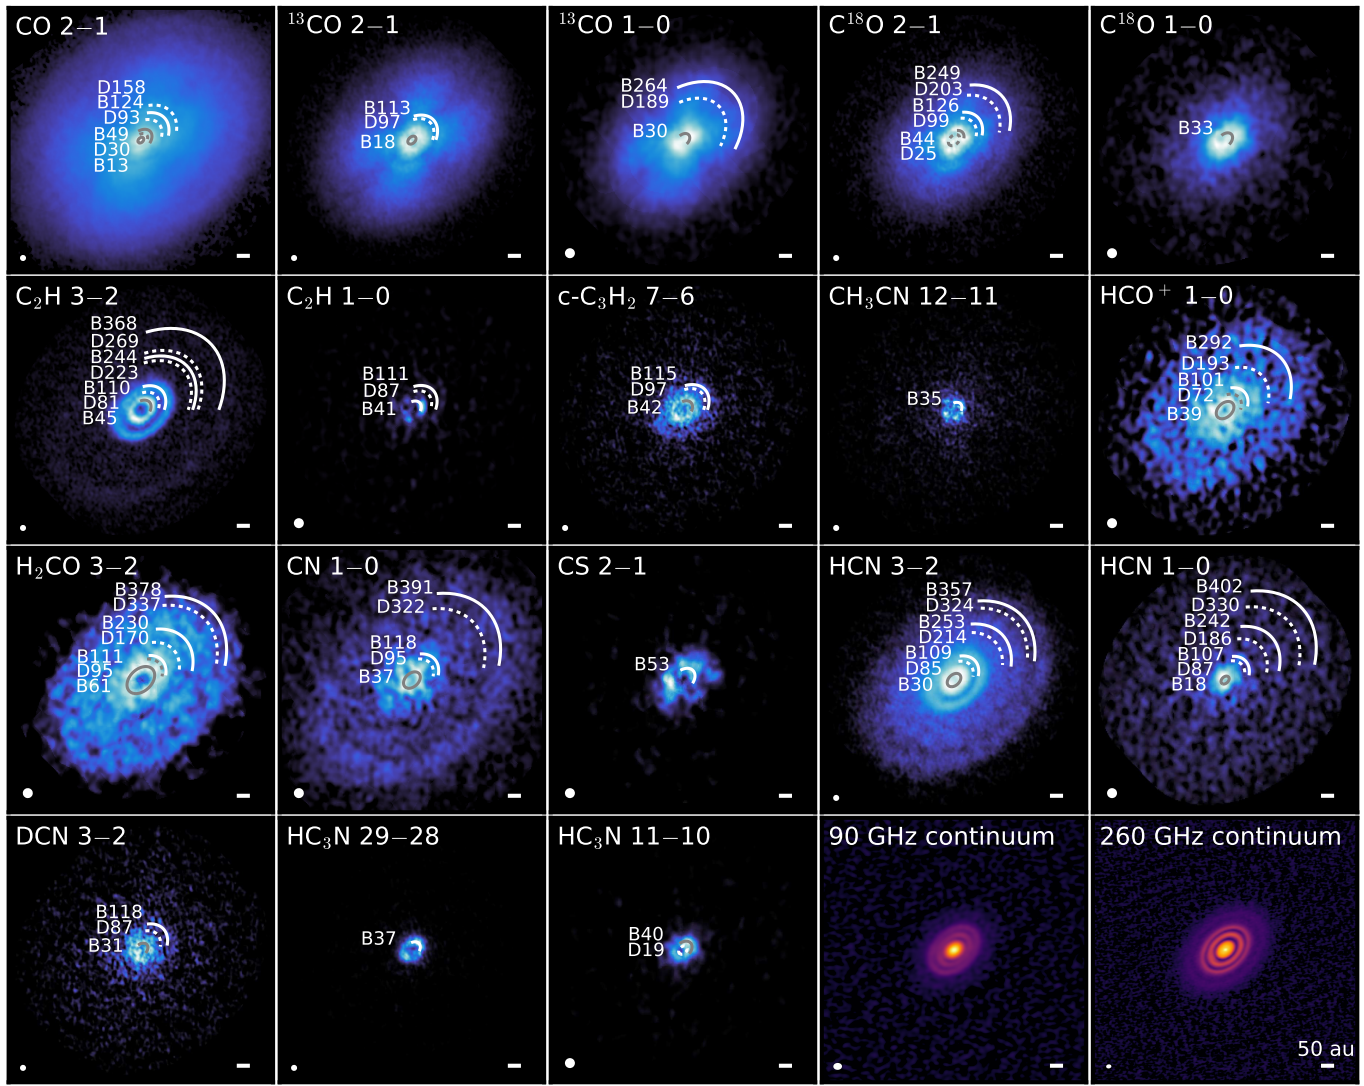 CO 2−1
D158
B124
D93
B49
D30
B13
¹³CO 2−1
B113
D97
B18
¹³CO 1−0
B264
D189
B30
C¹⁸O 2−1
B249
D203
B126
D99
B44
D25
C¹⁸O 1−0
B33
C₂H 3−2
B368
D269
B244
D223
B110
D81
B45
C₂H 1−0
B111
D87
B41
c-C₃H₂ 7−6
B115
D97
B42
CH₃CN 12−11
B35
HCO⁺ 1−0
B292
D193
B101
D72
B39
H₂CO 3−2
B378
D337
B230
D170
B111
D95
B61
CN 1−0
B391
D322
B118
D95
B37
CS 2−1
B53
HCN 3−2
B357
D324
B253
D214
B109
D85
B30
HCN 1−0
B402
D330
B242
D186
B107
D87
B18
DCN 3−2
B118
D87
B31
HC₃N 29−28
B37
HC₃N 11−10
B40
D19
90 GHz continuum
260 GHz continuum
50 au